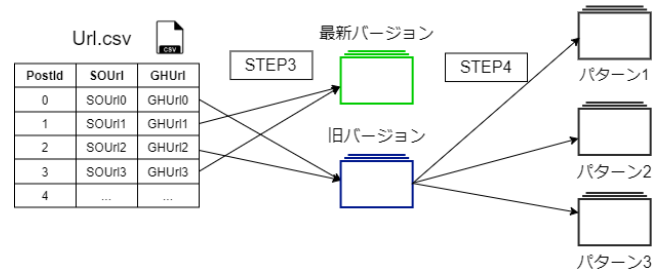 Url.csv
CSV
PostId SOUrl GHUrl
0 SOUrl0 GHUrl0
1 SOUrl1 GHUrl1
2 SOUrl2 GHUrl2
3 SOUrl3 GHUrl3
4 ... ...
STEP3
最新バージョン
旧バージョン
STEP4
パターン1
パターン2
パターン3